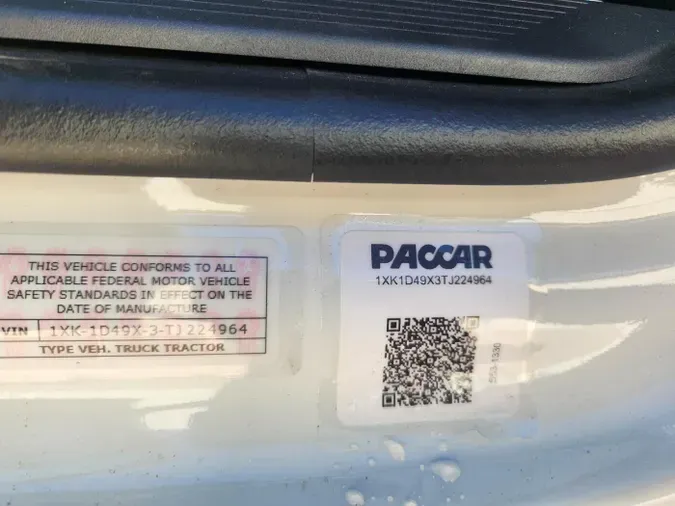 THIS VEHICLE CONFORMS TO ALL
APPLICABLE FEDERAL MOTOR VEHICLE
SAFETY STANDARDS IN EFFECT ON THE
DATE OF MANUFACTURE
VIN 1XK-1D49X-3-TJ224964
TYPE VEH. TRUCK TRACTOR
PACCAR
1XK1D49X3TJ224964